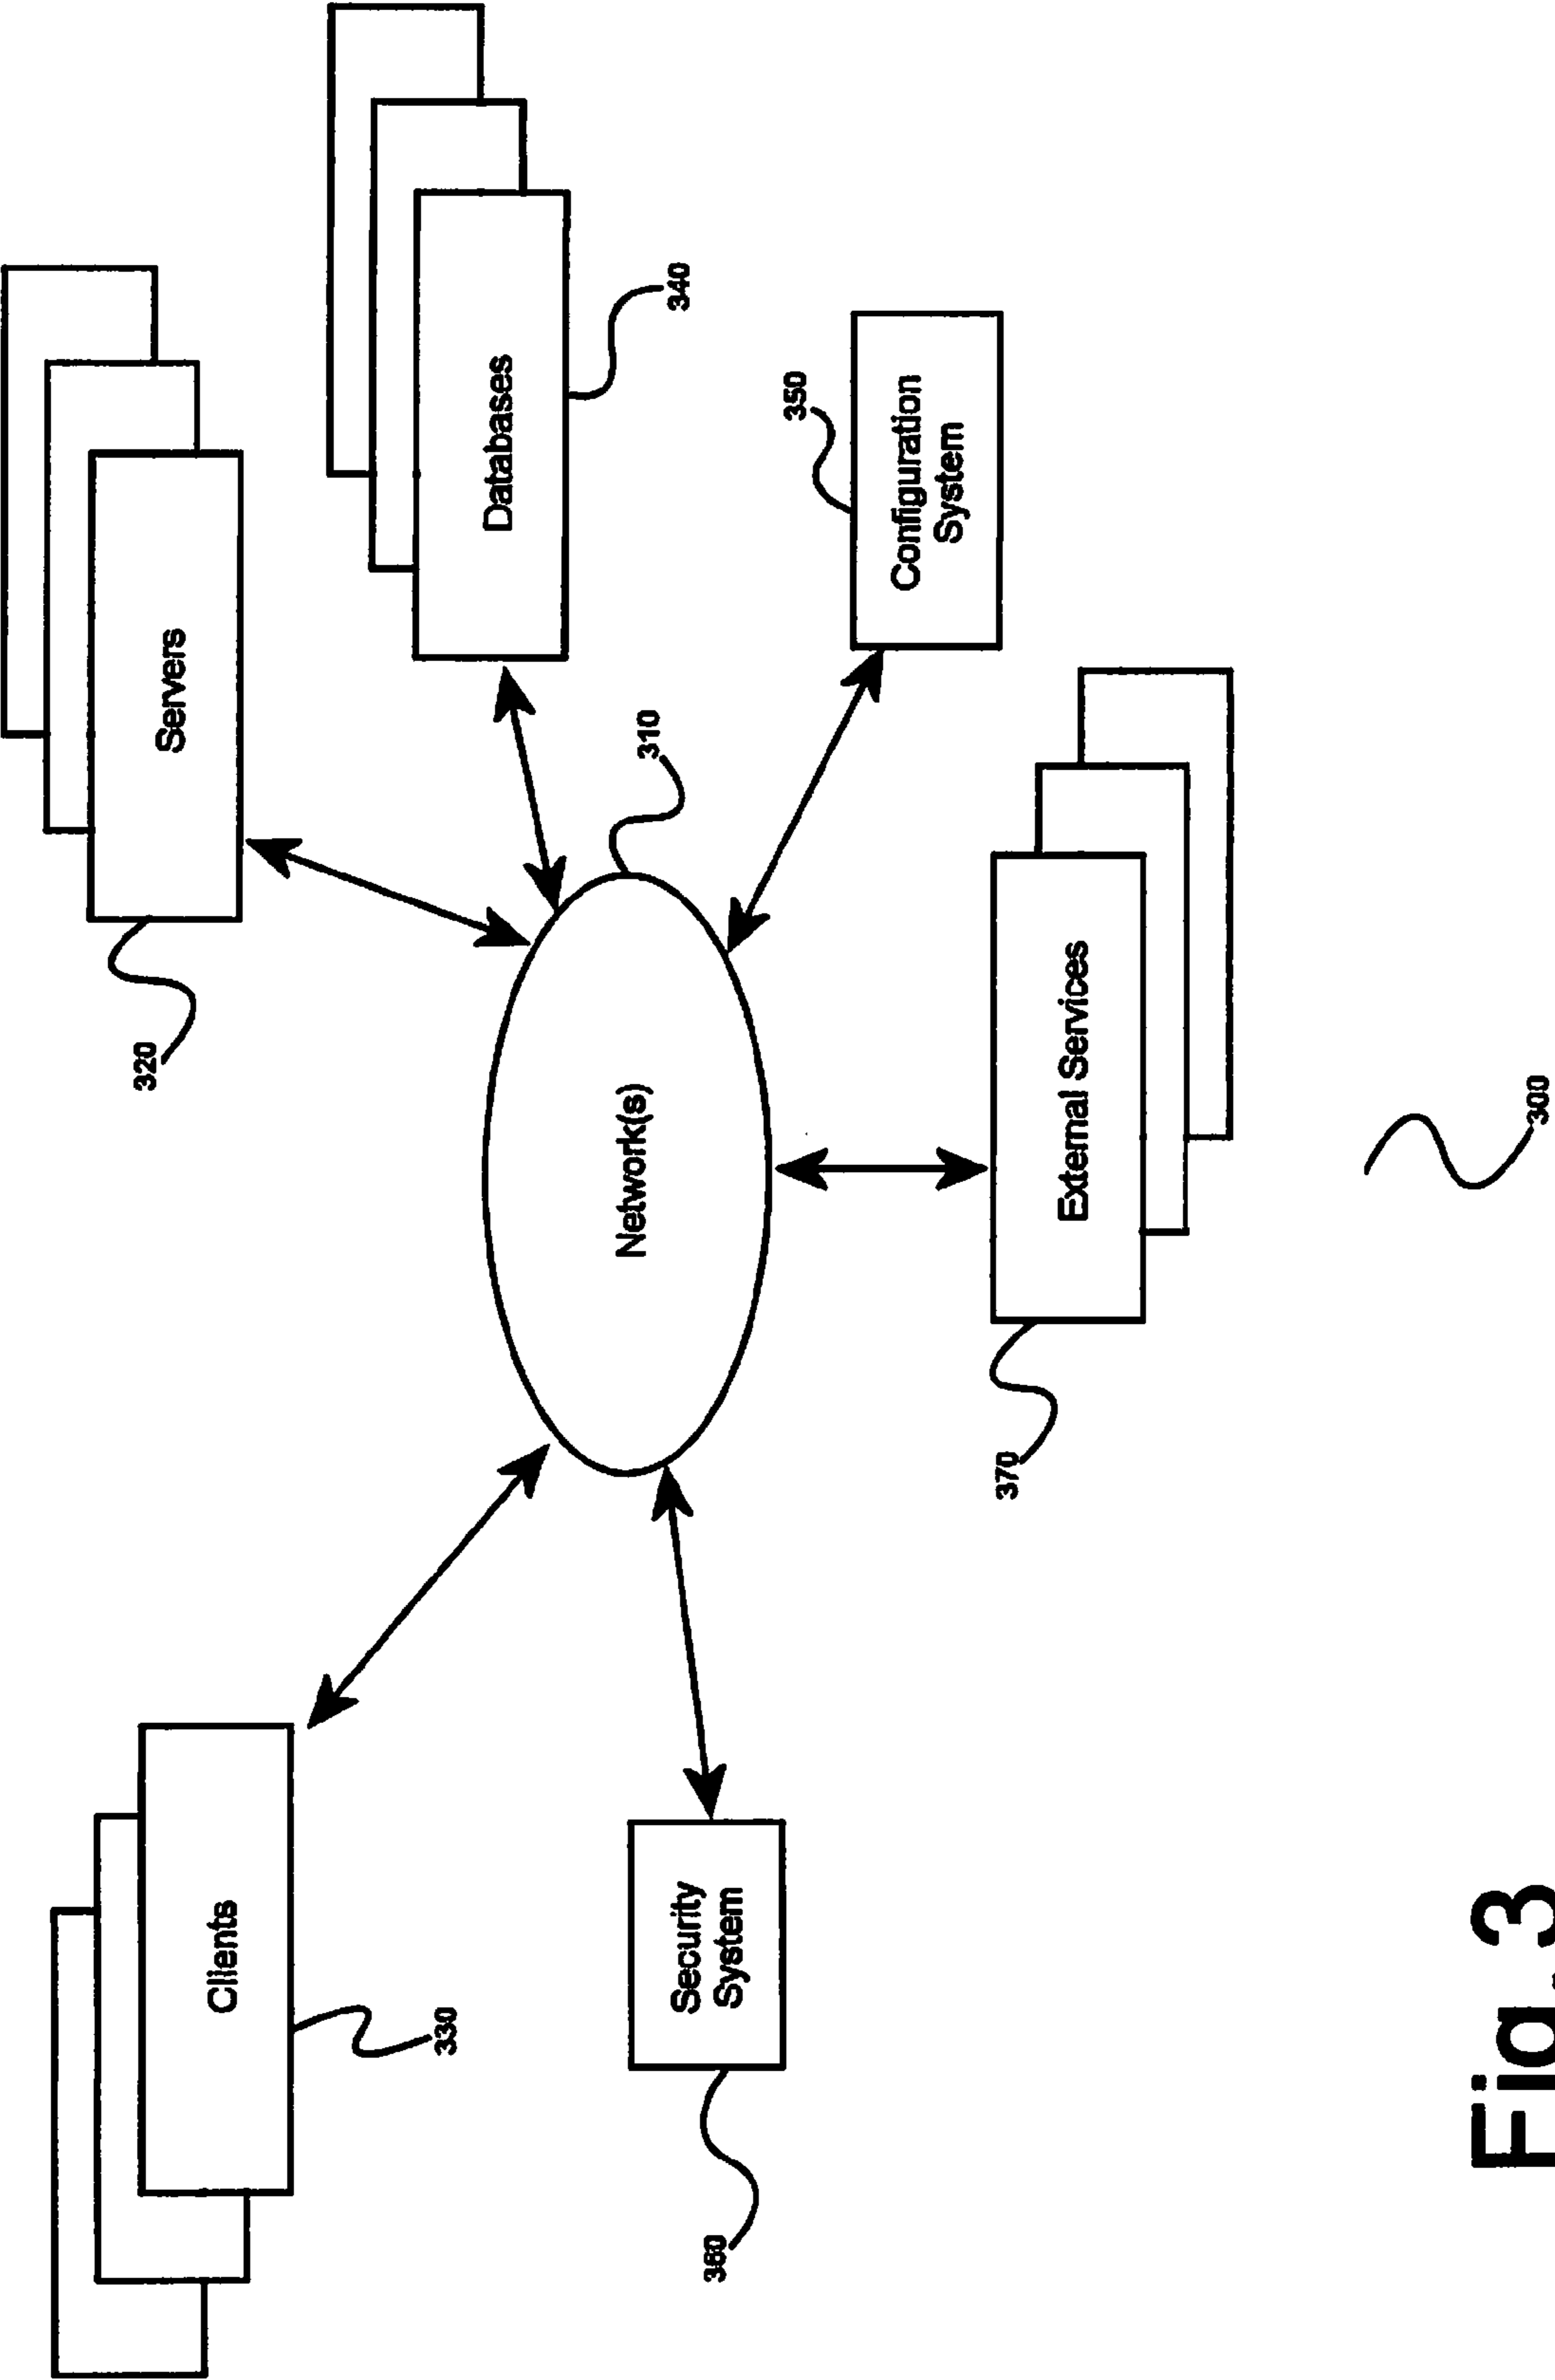 320
Servers
Clients
330
Databases
Network(s)
310
340
Security
System
360
350
Configuration
System
370
External Services
300
Fig. 3